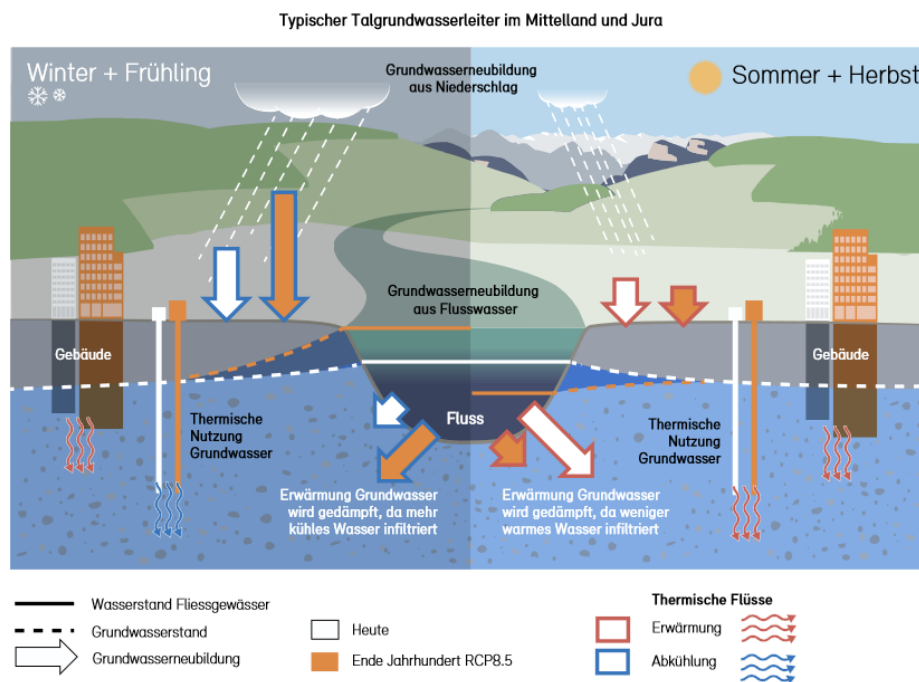 Typischer Talgrundwasserleiter im Mittelland und Jura
Winter + Frühling
Grundwasserneubildung
aus Niederschlag
Sommer + Herbst
Grundwasserneubildung
aus Flusswasser
Gebäude
Gebäude
Fluss
Thermische
Nutzung
Grundwasser
Thermische
Nutzung
Grundwasser
Erwärmung Grundwasser
wird gedämpft, da mehr
kühles Wasser infiltriert
Erwärmung Grundwasser
wird gedämpft, da weniger
warmes Wasser infiltriert
Wasserstand Fliessgewässer
Grundwasserstand
Grundwasserneubildung
Heute
Ende Jahrhundert RCP8.5
Thermische Flüsse
Erwärmung
Abkühlung